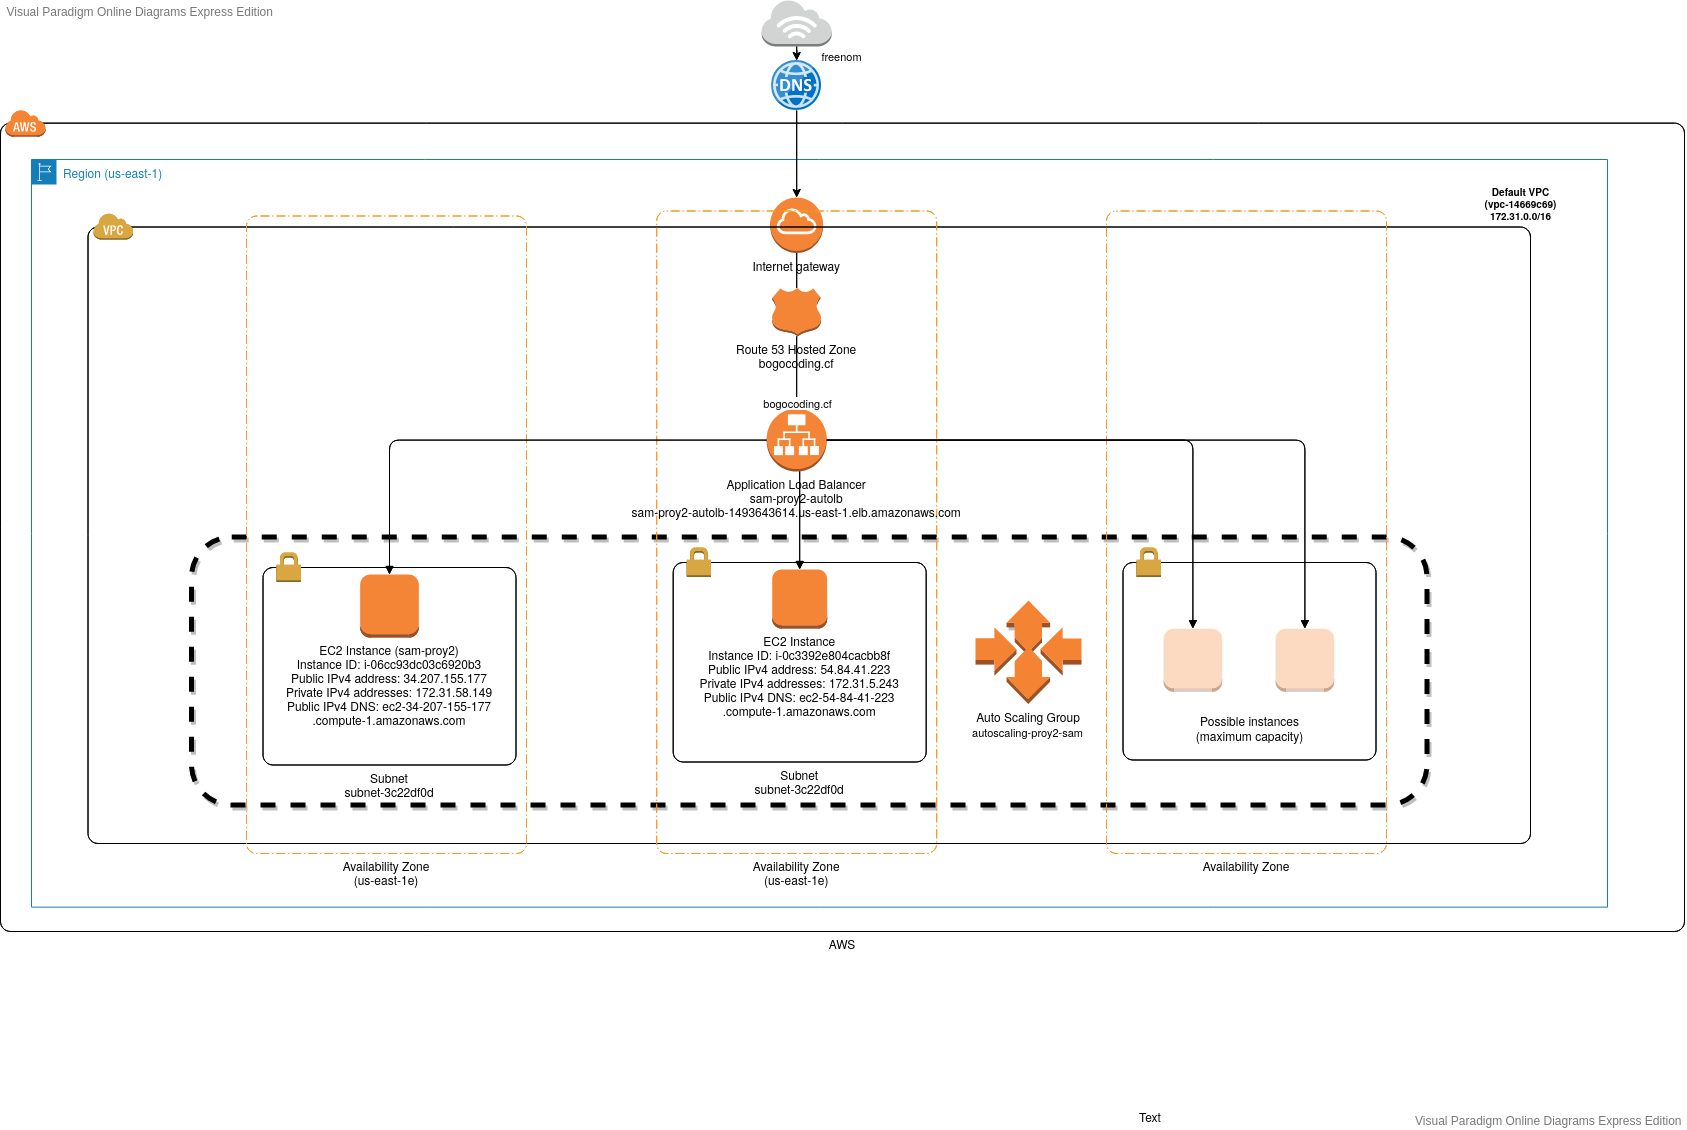 Visual Paradigm Online Diagrams Express Edition
freenom
DNS
AWS
Region (us-east-1)
Default VPC
(vpc-14669c69)
172.31.0.0/16
VPC
Internet gateway
Route 53 Hosted Zone
bogocoding.cf
bogocoding.cf
Application Load Balancer
sam-proy2-autolb
sam-proy2-autolb-1493643614.us-east-1.elb.amazonaws.com
EC2 Instance (sam-proy2)
Instance ID: i-06cc93dc03c6920b3
Public IPv4 address: 34.207.155.177
Private IPv4 addresses: 172.31.58.149
Public IPv4 DNS: ec2-34-207-155-177
.compute-1.amazonaws.com
Subnet
subnet-3c22df0d
EC2 Instance
Instance ID: i-0c3392e804cacbb8f
Public IPv4 address: 54.84.41.223
Private IPv4 addresses: 172.31.5.243
Public IPv4 DNS: ec2-54-84-41-223
.compute-1.amazonaws.com
Subnet
subnet-3c22df0d
Auto Scaling Group
autoscaling-proy2-sam
Possible instances
(maximum capacity)
Availability Zone
(us-east-1e)
Availability Zone
(us-east-1e)
Availability Zone
AWS
Text
Visual Paradigm Online Diagrams Express Edition